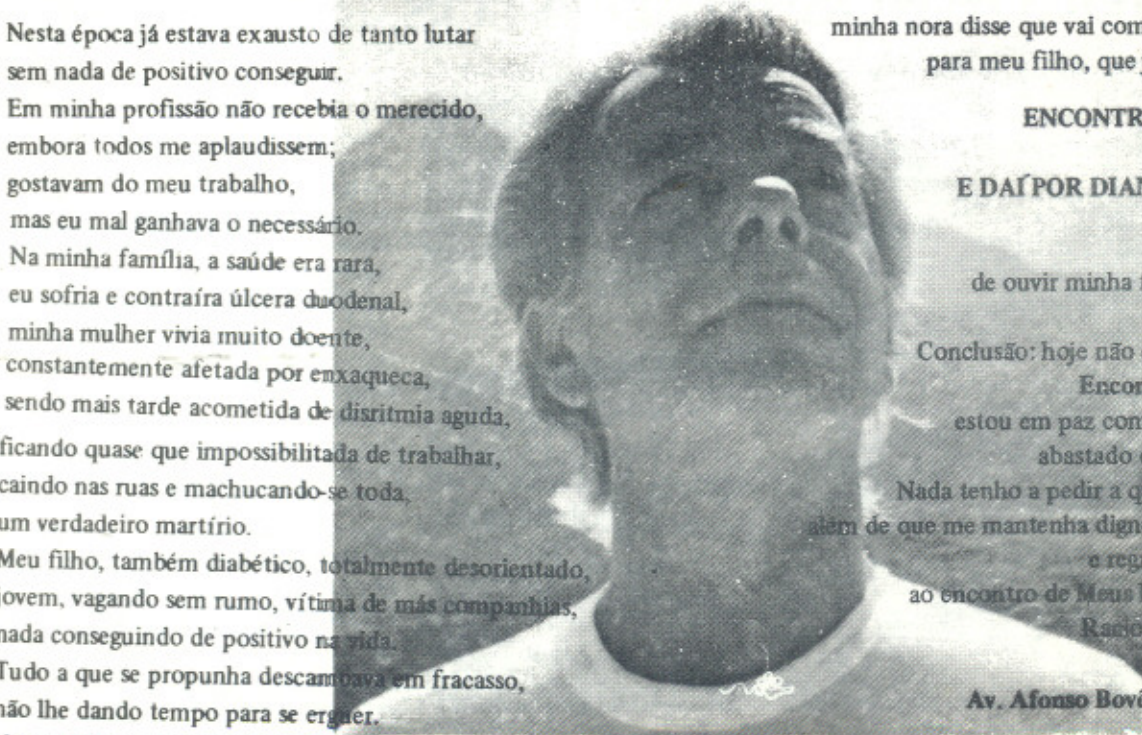 Nesta época já estava exausto de tanto lutar
sem nada de positivo conseguir.
Em minha profissão não recebia o merecido,
embora todos me aplaudissem;
gostavam do meu trabalho,
mas eu mal ganhava o necessário.
Na minha família, a saúde era rara,
eu sofria e contraíra úlcera duodenal,
minha mulher vivia muito doente,
constantemente afetada por enxaqueca,
sendo mais tarde acometida de disritmia aguda,
ficando quase que impossibilitada de trabalhar,
caindo nas ruas e machucando-se toda,
um verdadeiro martírio.
Meu filho, também diabético, totalmente desorientado,
jovem, vagando sem rumo, vítima de más companhias,
nada conseguindo de positivo na vida.
Tudo a que se propunha descambava em fracasso,
não lhe dando tempo para se erguer.
minha nora disse que vai com
para meu filho, que
ENCONTR
E DAÍ POR DIAN
de ouvir minha
Conclusão: hoje não
Encon
estou em paz com
abastado
Nada tenho a pedir a q
além de que me mantenha dign
e reg
ao encontro de Meus
Racio
Av. Afonso Bov